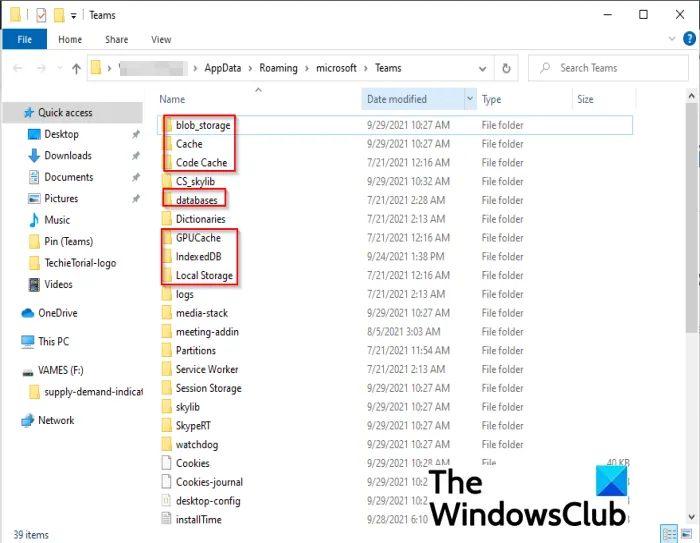 Teams
File Home Share View
AppData > Roaming > microsoft > Teams
Search Teams
Name Date modified Type Size
Quick access
Desktop
Downloads
Documents
Pictures
Music
Pin (Teams)
TechieTorial-logo
Videos
OneDrive
This PC
VAMES (F:)
supply-demand-indicat
Network
blob_storage 9/29/2021 10:27 AM File folder
Cache 9/29/2021 10:27 AM File folder
Code Cache 7/21/2021 12:16 AM File folder
CS_skylib 9/29/2021 10:32 AM File folder
databases 7/21/2021 2:28 AM File folder
Dictionaries 7/21/2021 2:13 AM File folder
GPUCache 7/21/2021 12:16 AM File folder
IndexedDB 9/24/2021 1:38 PM File folder
Local Storage 7/21/2021 12:16 AM File folder
logs 7/21/2021 2:13 AM File folder
media-stack 9/29/2021 10:27 AM File folder
meeting-addin 8/5/2021 3:03 AM File folder
Partitions 7/21/2021 11:54 AM File folder
Service Worker 7/21/2021 2:13 AM File folder
Session Storage 9/29/2021 10:27 AM File folder
skylib 9/29/2021 10:27 AM File folder
SkypeRT 9/29/2021 10:27 AM File folder
watchdog 9/29/2021 10:27 AM File folder
Cookies 9/29/2021 10:28 AM File 40 KB
Cookies-journal 9/29/2021 10:2
desktop-config 9/29/2021 10:2
installTime 9/28/2021 6:10
The
WindowsClub
39 items